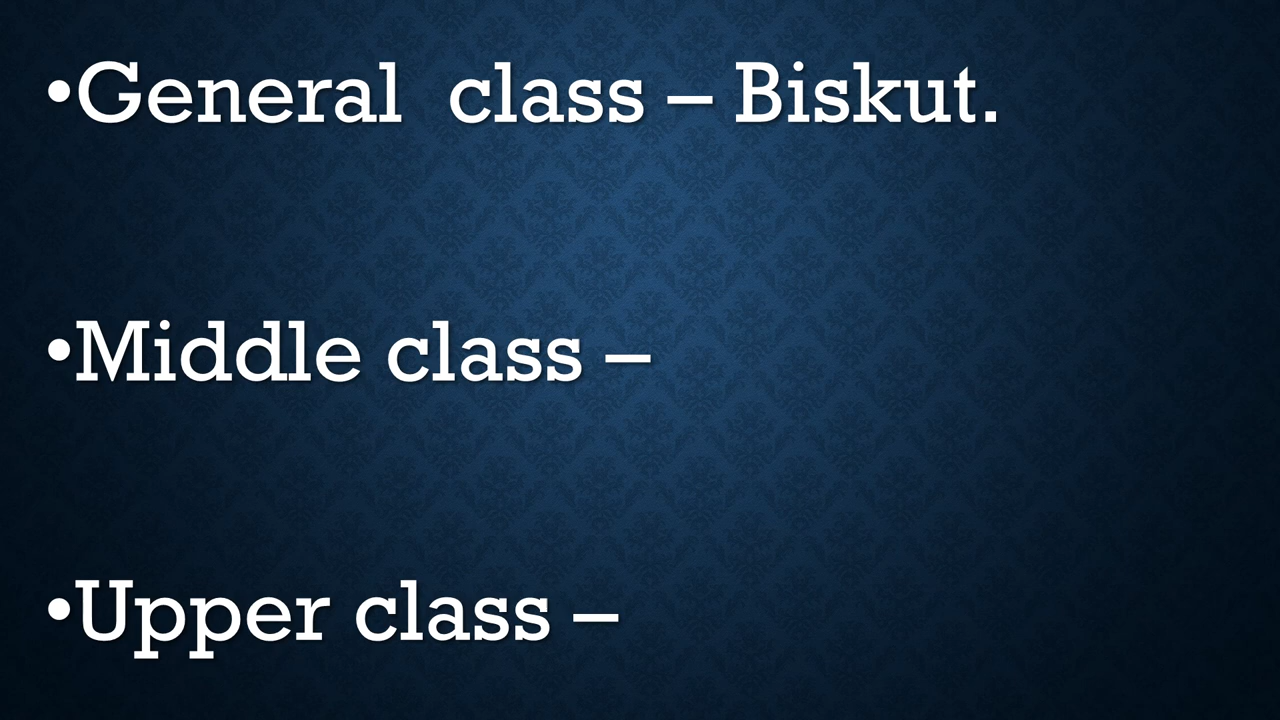 •General  class – Biskut.
•Middle class –
•Upper class –